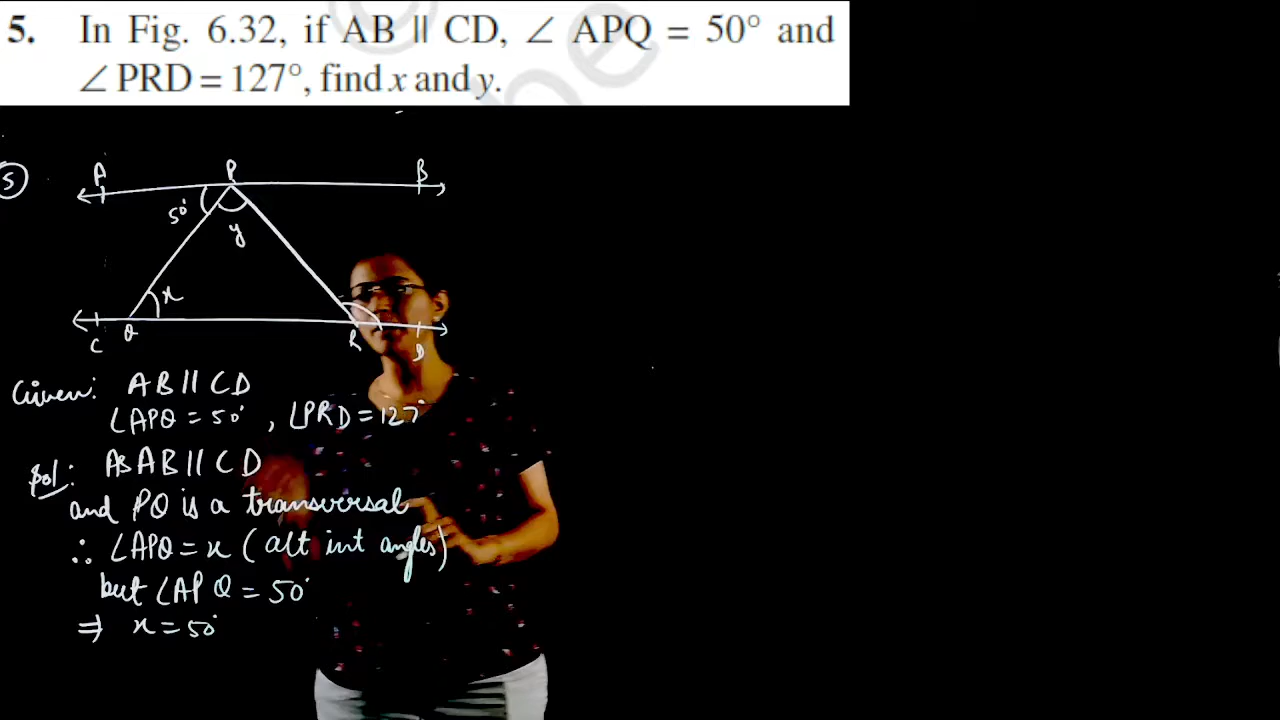 5. In Fig. 6.32, if AB || CD, ∠ APQ = 50° and
∠ PRD = 127°, find x and y.
5
A P B
50°
y
x
C Q R D
Given: AB || CD
∠APQ = 50°, ∠PRD = 127°
Sol: As AB || CD
and PQ is a transversal
∴ ∠APQ = x (alt int angles)
but ∠APQ = 50°
⇒ x = 50°